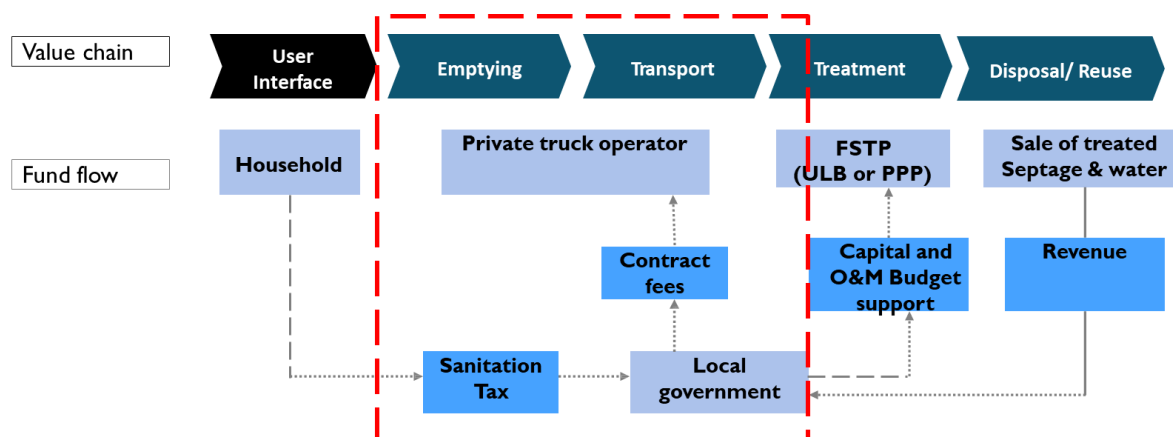 Value chain
User
Interface
Emptying
Transport
Treatment
Disposal/ Reuse
Fund flow
Household
Private truck operator
FSTP
(ULB or PPP)
Sale of treated
Septage & water
Contract
fees
Capital and
O&M Budget
support
Revenue
Sanitation
Tax
Local
government